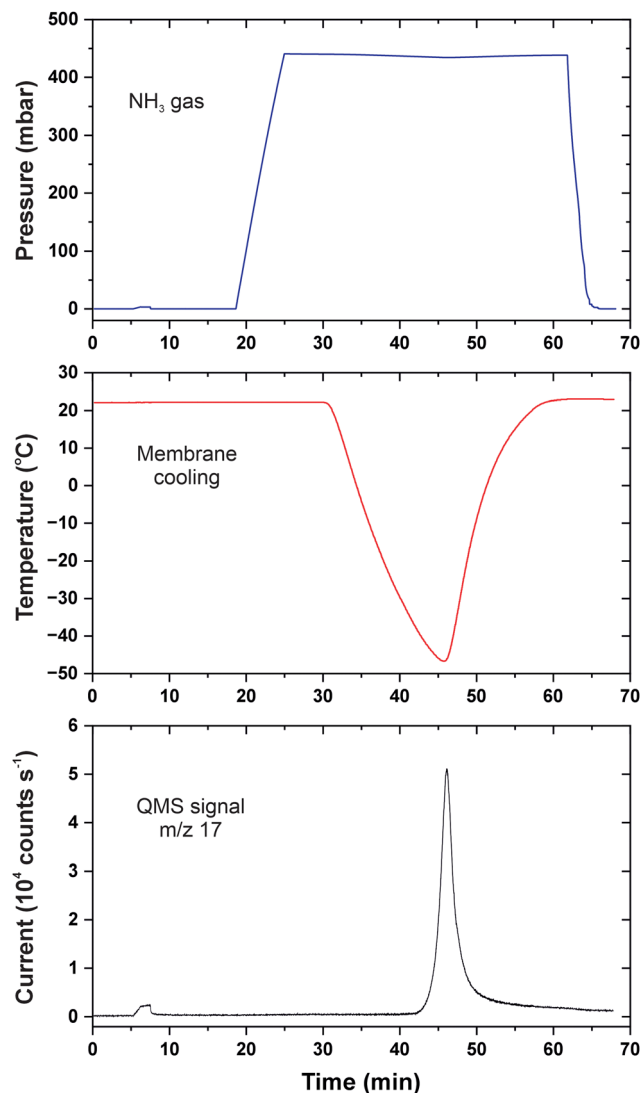 500
400
300
200
100
0
Pressure (mbar)
NH₃ gas
0 10 20 30 40 50 60 70
30
20
10
0
−10
−20
−30
−40
−50
Temperature (°C)
Membrane
cooling
0 10 20 30 40 50 60 70
6
5
4
3
2
1
0
Current (10⁴ counts s⁻¹)
QMS signal
m/z 17
0 10 20 30 40 50 60 70
Time (min)